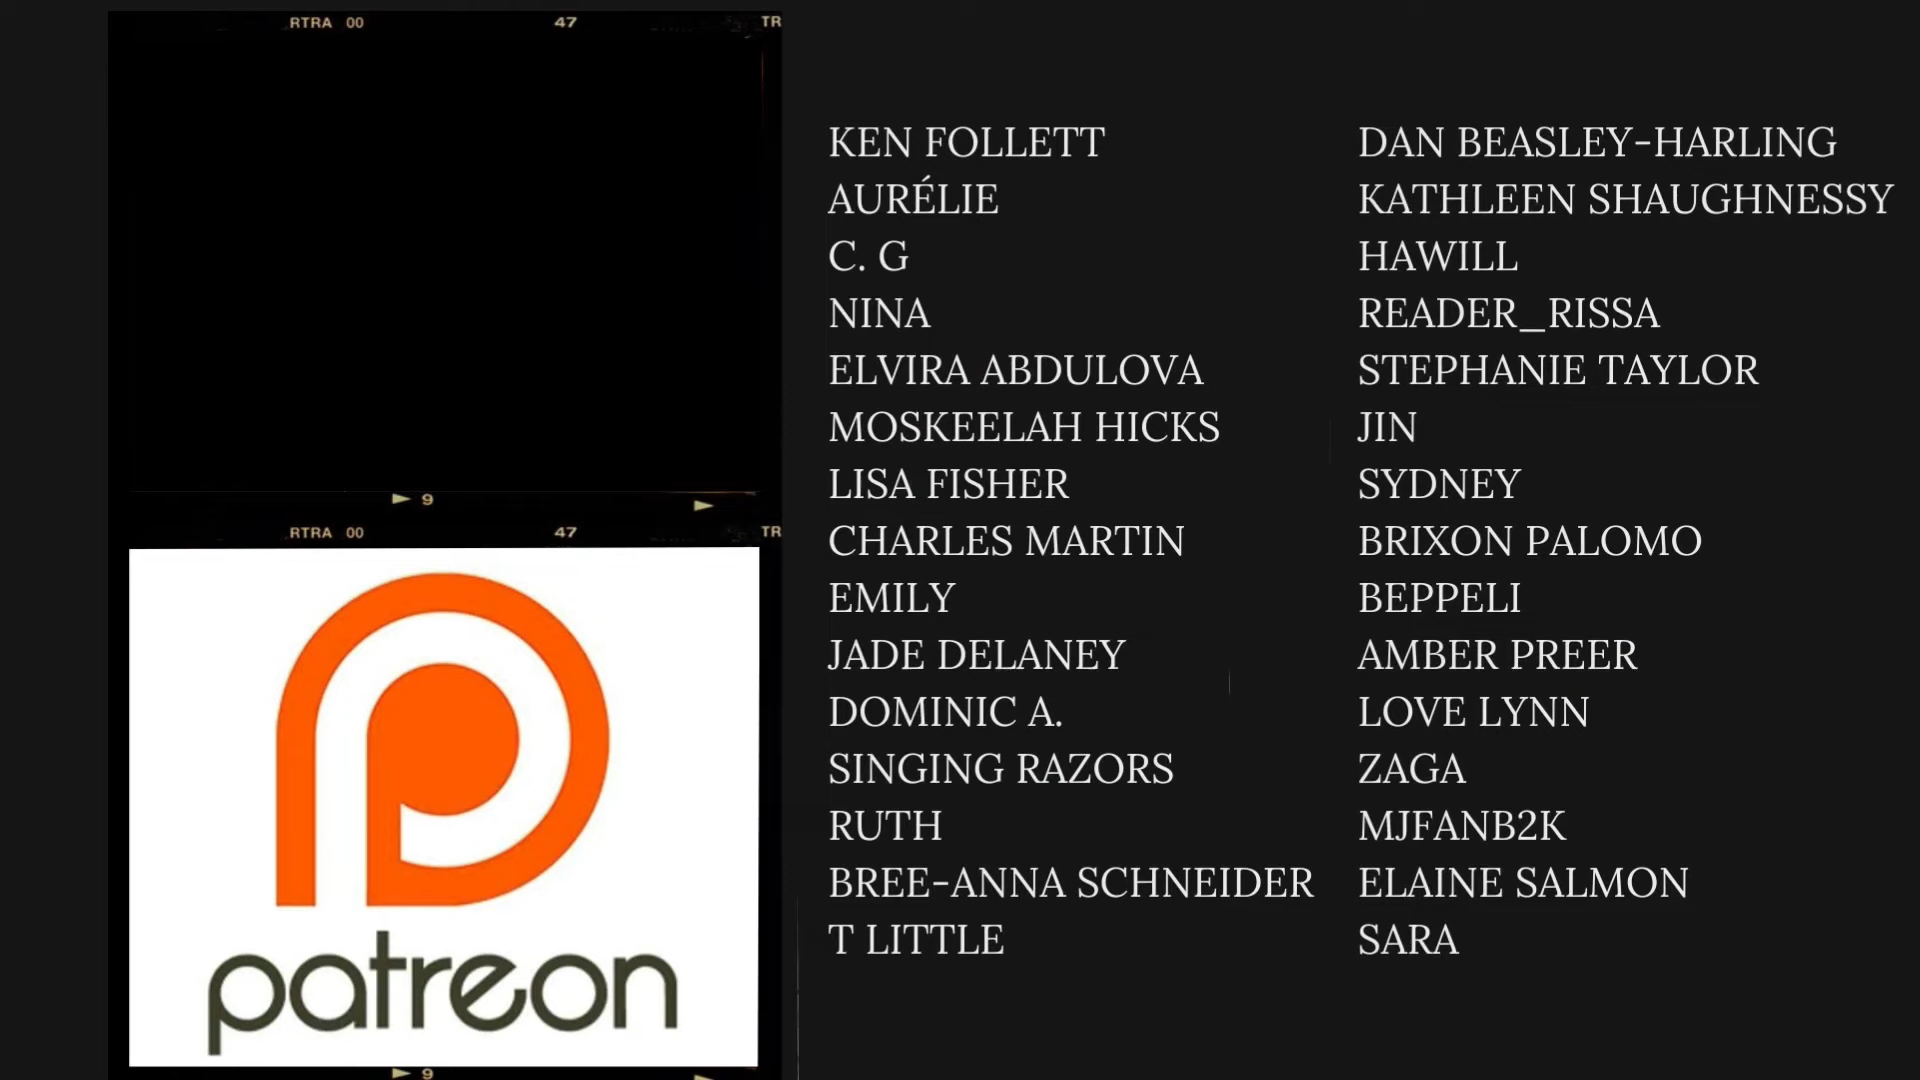 RTRA 00 47 TR
9
RTRA 00 47 TR
patreon
9
KEN FOLLETT
AURÉLIE
C. G
NINA
ELVIRA ABDULOVA
MOSKEELAH HICKS
LISA FISHER
CHARLES MARTIN
EMILY
JADE DELANEY
DOMINIC A.
SINGING RAZORS
RUTH
BREE-ANNA SCHNEIDER
T LITTLE
DAN BEASLEY-HARLING
KATHLEEN SHAUGHNESSY
HAWILL
READER_RISSA
STEPHANIE TAYLOR
JIN
SYDNEY
BRIXON PALOMO
BEPPELI
AMBER PREER
LOVE LYNN
ZAGA
MJFANB2K
ELAINE SALMON
SARA